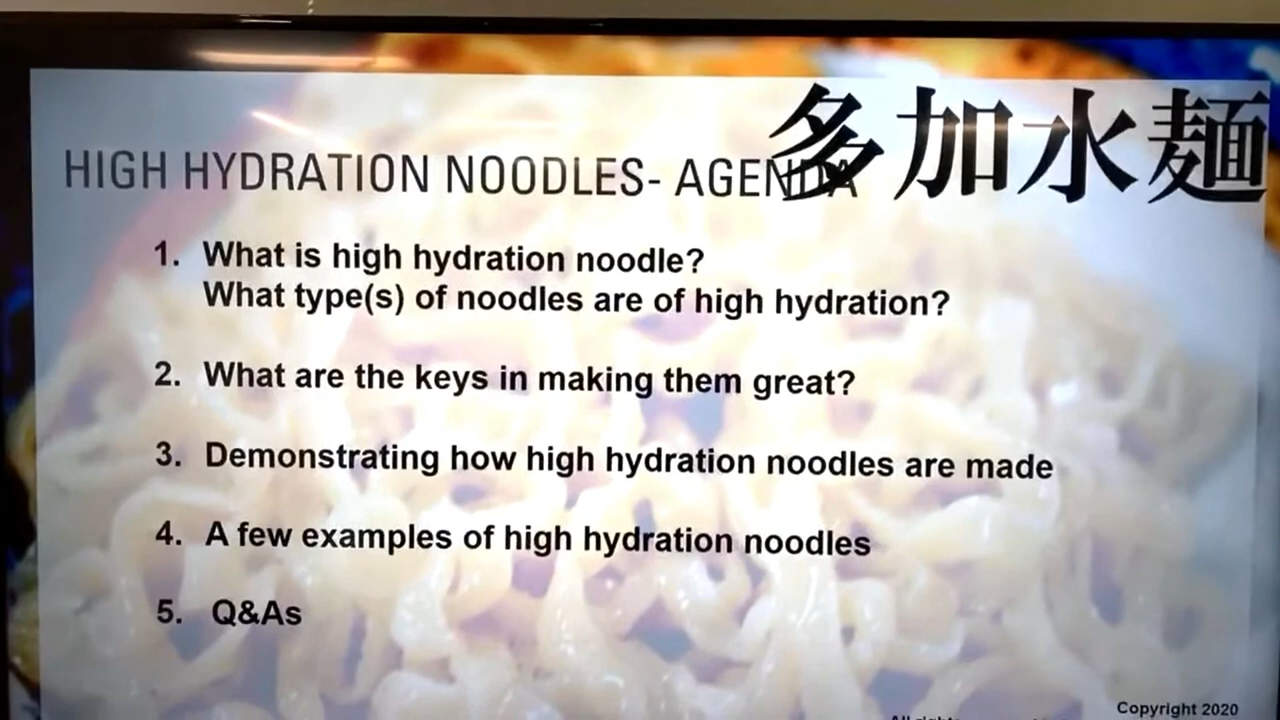 多加水麺
HIGH HYDRATION NOODLES- AGENDA
1. What is high hydration noodle?
What type(s) of noodles are of high hydration?
2. What are the keys in making them great?
3. Demonstrating how high hydration noodles are made
4. A few examples of high hydration noodles
5. Q&As
Copyright 2020
All rights